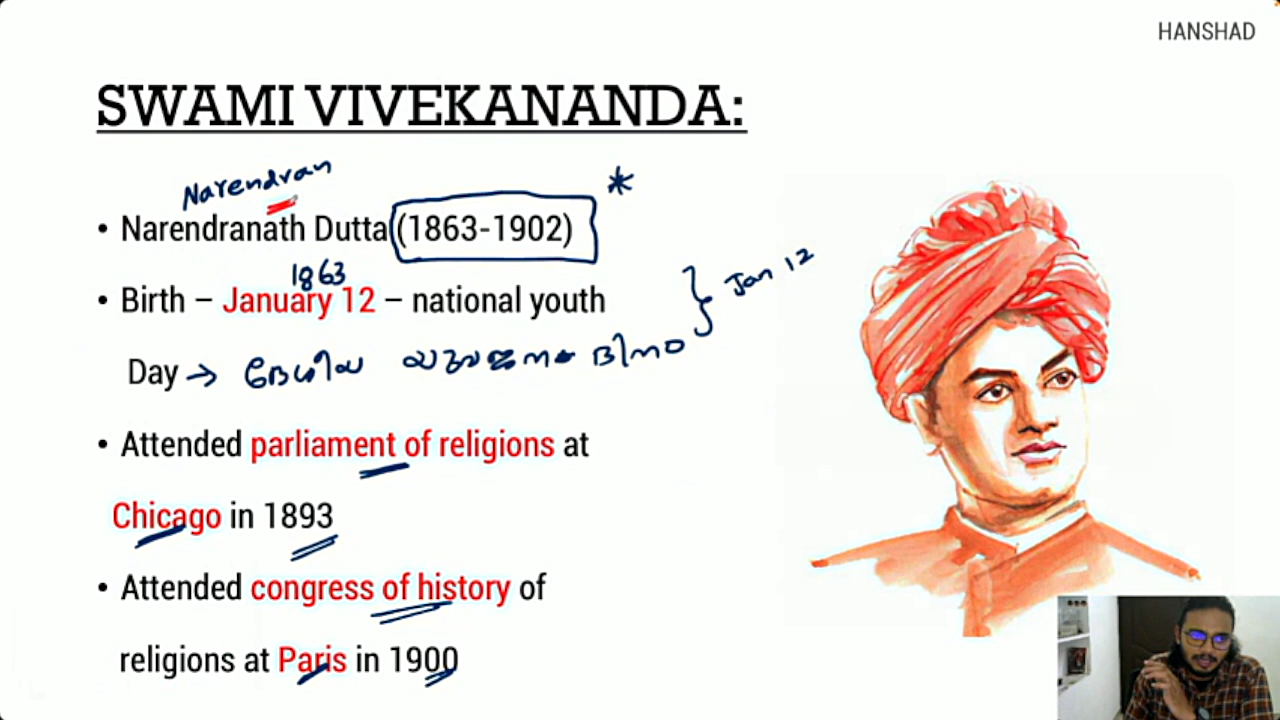 HANSHAD
SWAMI VIVEKANANDA:
Narendran
• Narendranath Dutta (1863-1902) *
1863
• Birth – January 12 – national youth
Jan 12
Day → ദേശീയ യുവജന ദിനം
• Attended parliament of religions at
Chicago in 1893
• Attended congress of history of
religions at Paris in 1900